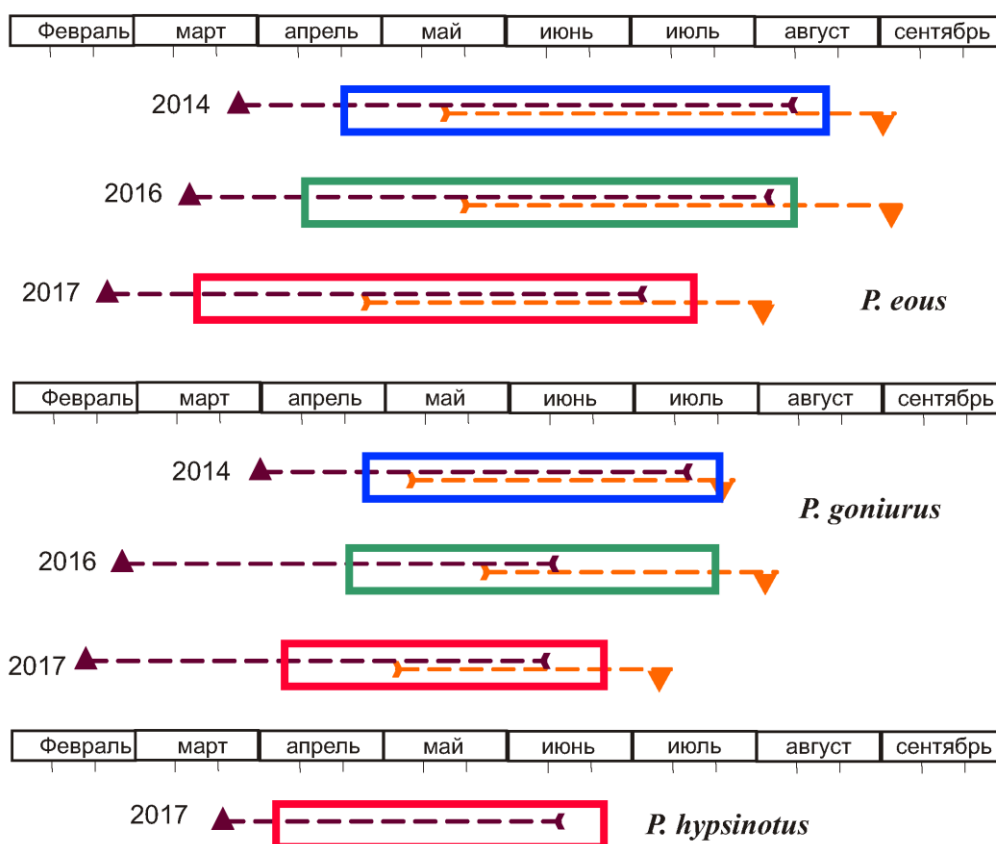 Февраль март апрель май июнь июль август сентябрь
2014
2016
2017
P. eous
Февраль март апрель май июнь июль август сентябрь
2014
P. goniurus
2016
2017
Февраль март апрель май июнь июль август сентябрь
2017 P. hypsinotus